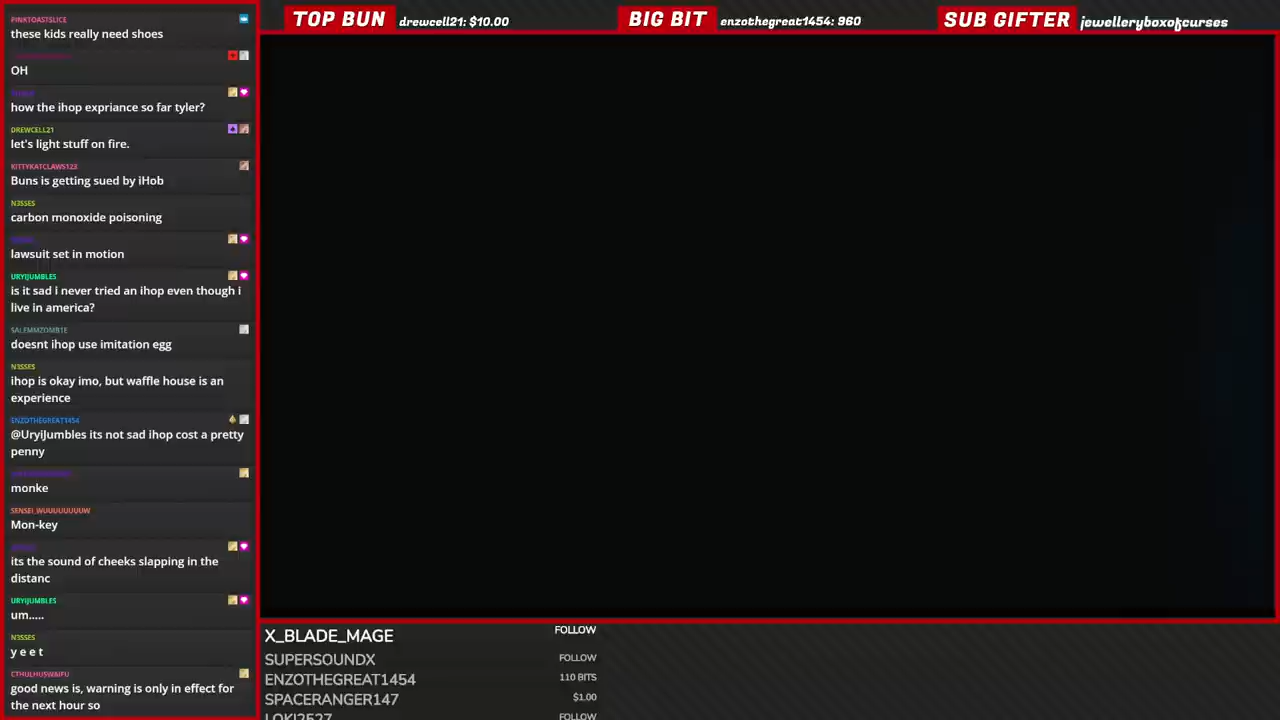 TOP BUN drewcell21: $10.00 BIG BIT enzothegreat1454: 960 SUB GIFTER jewelleryboxofcurses
PINKTOASTSLICE
these kids really need shoes
OH
how the ihop expriance so far tyler?
DREWCELL21
let's light stuff on fire.
KITTYKATCLAWS123
Buns is getting sued by iHob
N3SSES
carbon monoxide poisoning
lawsuit set in motion
URYIJUMBLES
is it sad i never tried an ihop even though i
live in america?
SALEMMZOMB1E
doesnt ihop use imitation egg
N3SSES
ihop is okay imo, but waffle house is an
experience
ENZOTHEGREAT1454
@UryiJumbles its not sad ihop cost a pretty
penny
monke
SENSEI_WUUUUUUUUW
Mon-key
its the sound of cheeks slapping in the
distanc
URYIJUMBLES
um.....
N3SSES
y e e t
CTHULHUSWAIFU
good news is, warning is only in effect for
the next hour so
X_BLADE_MAGE FOLLOW
SUPERSOUNDX FOLLOW
ENZOTHEGREAT1454 110 BITS
SPACERANGER147 $1.00
LOKI2527 FOLLOW